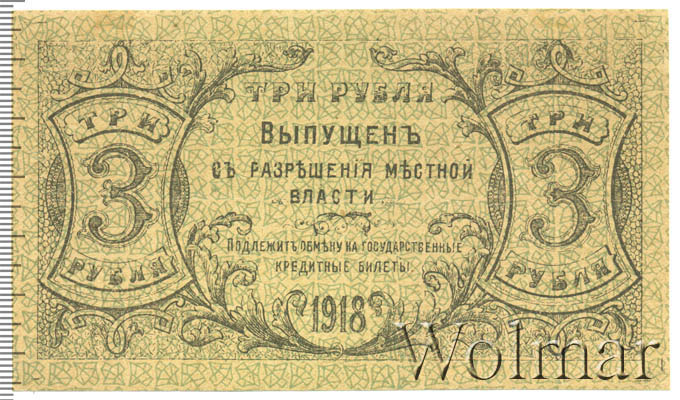 ТРИ РУБЛЯ
ТРИ
3
РУБЛЯ
ВЫПУЩЕНЪ
СЪ РАЗРѢШЕНІЯ МѢСТНОЙ
ВЛАСТИ.
ПОДЛЕЖИТЪ ОБМѢНУ НА ГОСУДАРСТВЕННЫЕ
КРЕДИТНЫЕ БИЛЕТЫ.
1918
ТРИ
3
РУБЛЯ
Wolmar